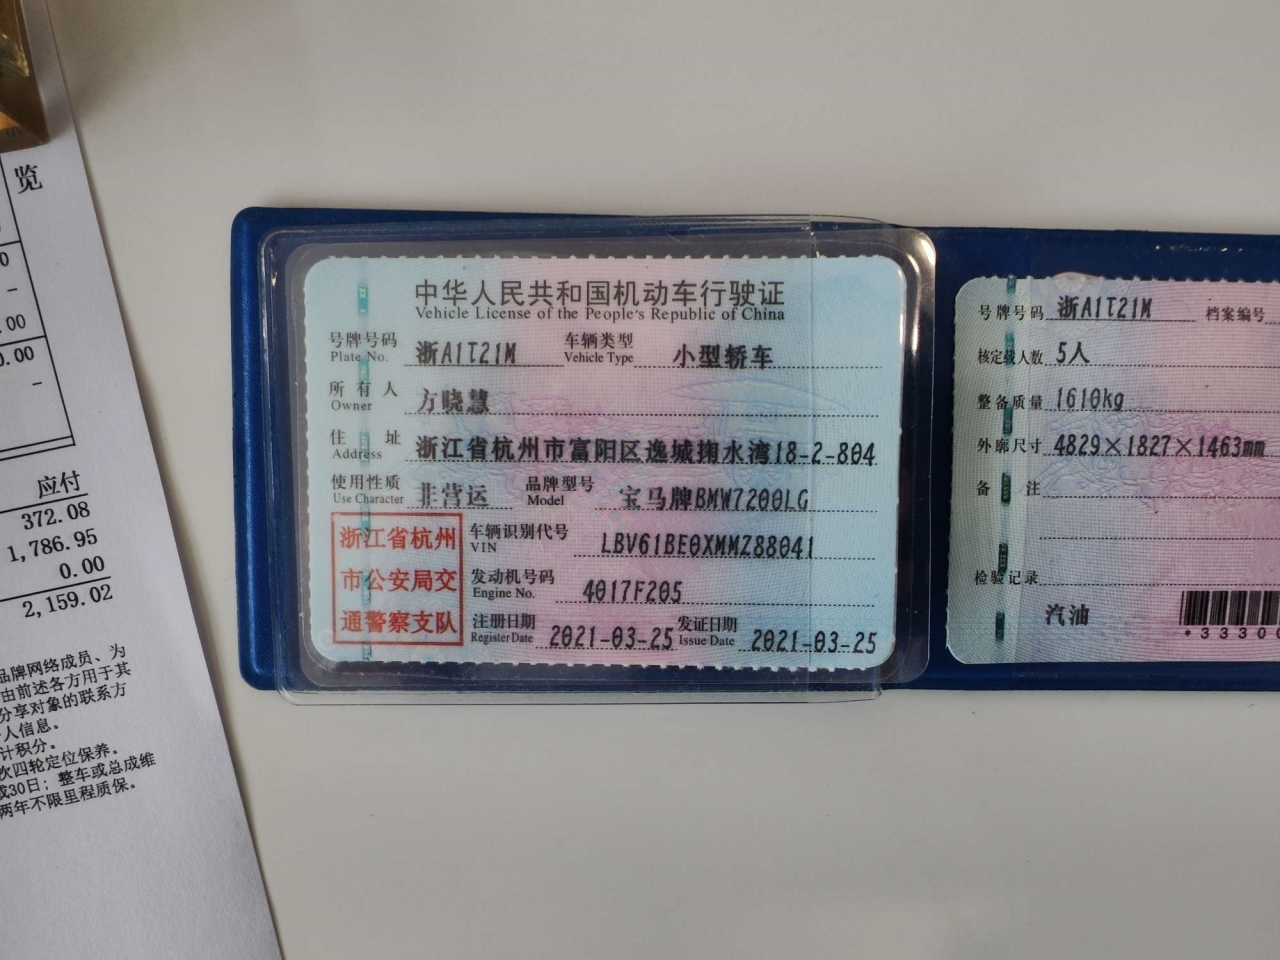 览
0
-
.00
0.00
-
应付
372.08
1,786.95
0.00
2,159.02
品牌网络成员、为
由前述各方用于其
分享对象的联系方
人信息。
计积分。
次四轮定位保养。
或30日；整车或总成维
两年不限里程质保。
中华人民共和国机动车行驶证
Vehicle License of the People's Republic of China
号牌号码 浙A1T21M 车辆类型 小型轿车
Plate No. Vehicle Type
所有人 方晓慧
Owner
住址 浙江省杭州市富阳区逸城掬水湾18-2-804
Address
使用性质 非营运 品牌型号 宝马牌BMW7200LG
Use Character Model
浙江省杭州
市公安局交
通警察支队
车辆识别代号 LBV61BE0XMMZ88041
VIN
发动机号码 4017F205
Engine No.
注册日期 2021-03-25 发证日期 2021-03-25
Register Date Issue Date
号牌号码 浙A1T21M 档案编号
核定载人数 5人
整备质量 1610kg
外廓尺寸 4829×1827×1463mm
备注
检验记录
汽油
*3330